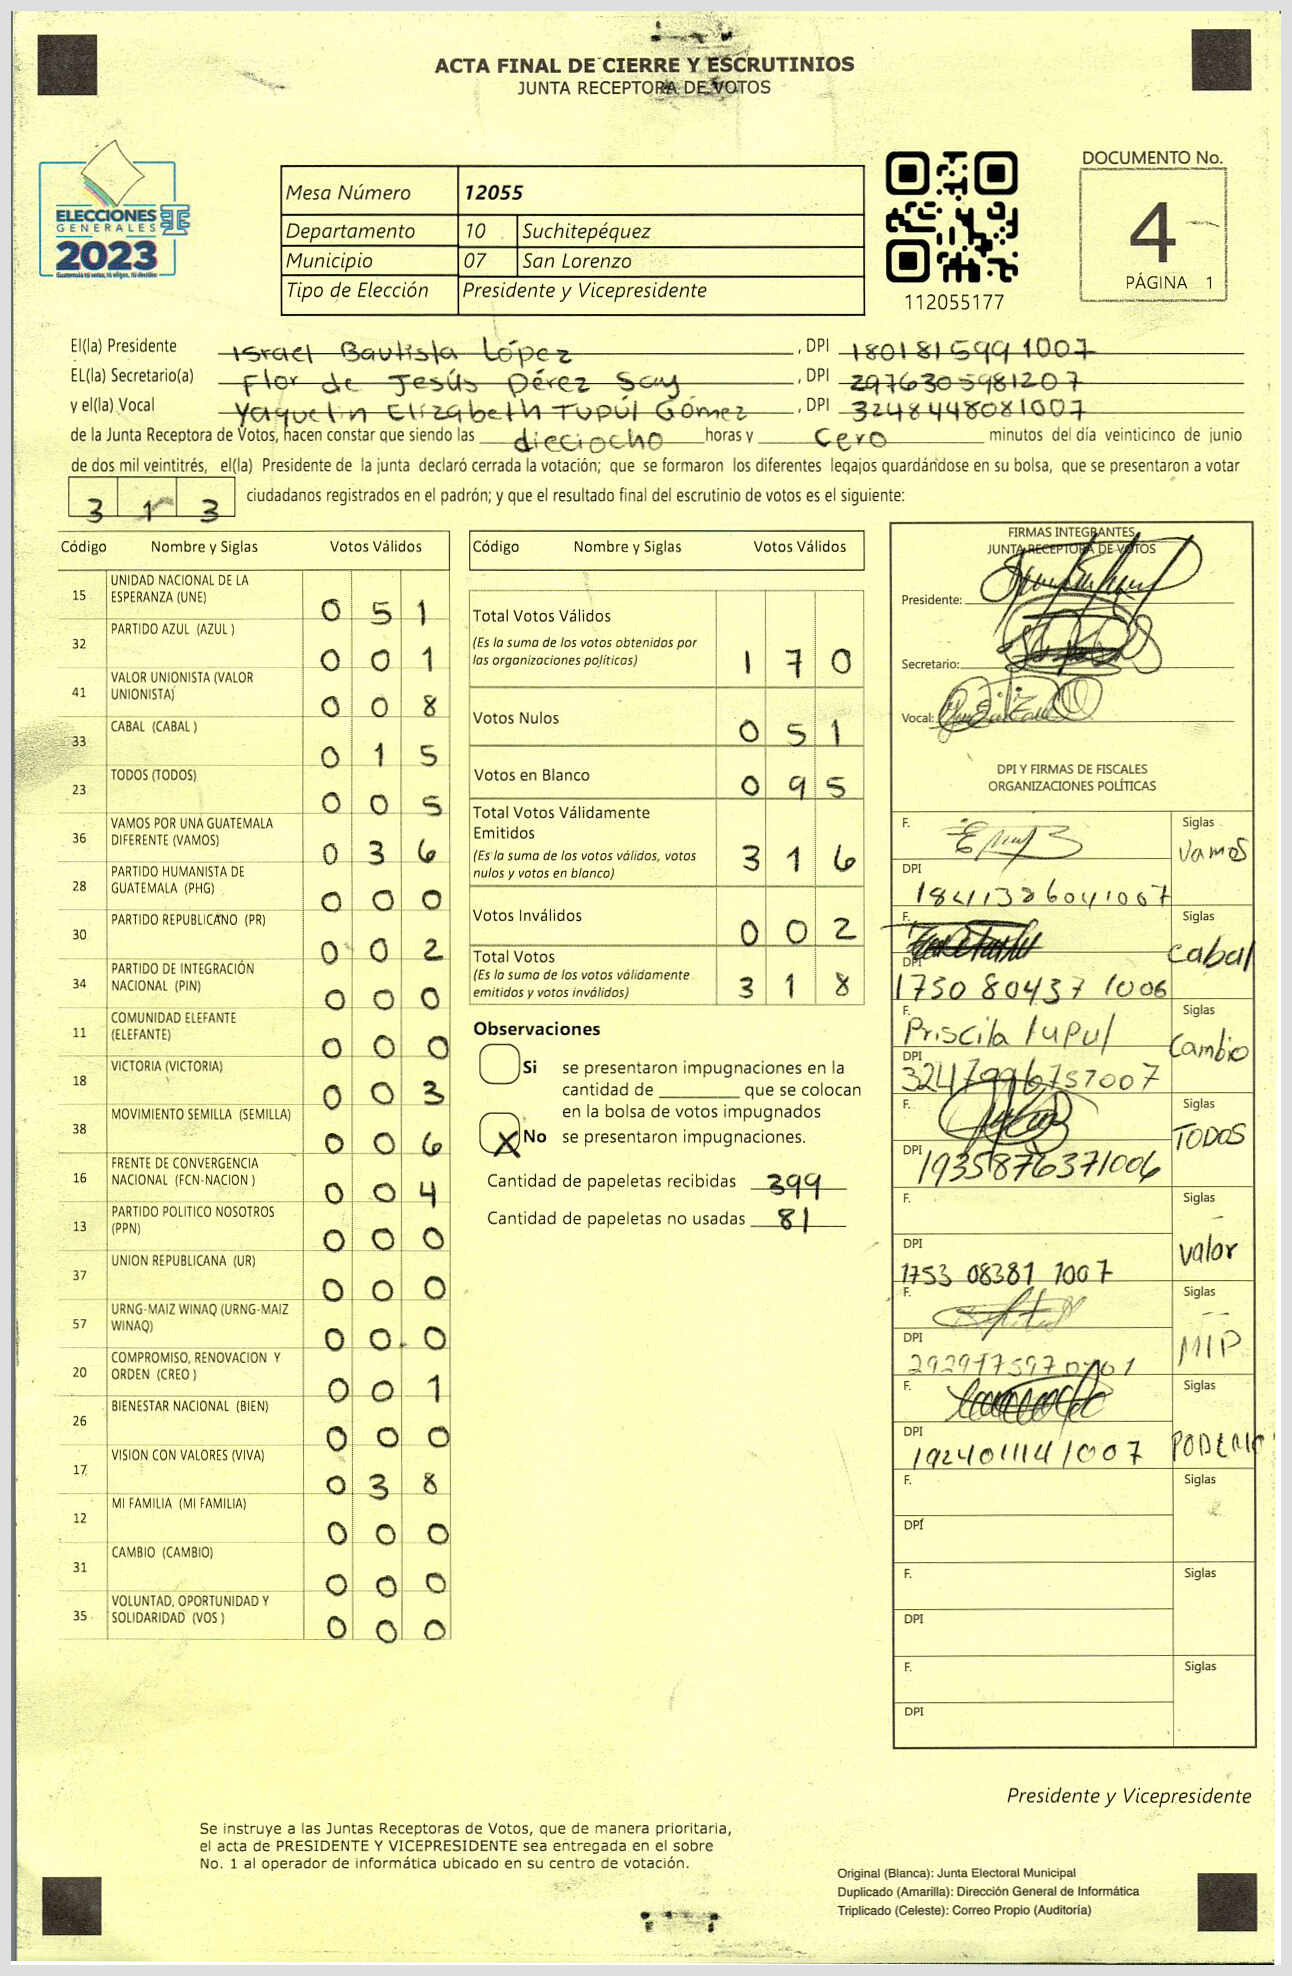 ACTA FINAL DE CIERRE Y ESCRUTINIOS
JUNTA RECEPTORA DE VOTOS
ELECCIONES
GENERALES
2023
Mesa Número 12055
Departamento 10 Suchitepéquez
Municipio 07 San Lorenzo
Tipo de Elección Presidente y Vicepresidente
112055177
DOCUMENTO No.
4
PÁGINA 1
El(la) Presidente Israel Bautista López, DPI 1801815991007
EL(la) Secretario(a) Flor de Jesús Pérez Say, DPI 2976305981207
y el(la) Vocal Yaquelin Elizabeth Tupúl Gómez, DPI 3248448081007
de la Junta Receptora de Votos, hacen constar que siendo las dieciocho horas y cero minutos del día veinticinco de junio
de dos mil veintitrés, el(la) Presidente de la junta declaró cerrada la votación; que se formaron los diferentes legajos guardándose en su bolsa, que se presentaron a votar
3 1 3 ciudadanos registrados en el padrón; y que el resultado final del escrutinio de votos es el siguiente:
Código Nombre y Siglas Votos Válidos
15 UNIDAD NACIONAL DE LA
ESPERANZA (UNE) 0 5 1
32 PARTIDO AZUL (AZUL ) 0 0 1
41 VALOR UNIONISTA (VALOR
UNIONISTA) 0 0 8
33 CABAL (CABAL ) 0 1 5
23 TODOS (TODOS) 0 0 5
36 VAMOS POR UNA GUATEMALA
DIFERENTE (VAMOS) 0 3 6
28 PARTIDO HUMANISTA DE
GUATEMALA (PHG) 0 0 0
30 PARTIDO REPUBLICANO (PR) 0 0 2
34 PARTIDO DE INTEGRACIÓN
NACIONAL (PIN) 0 0 0
11 COMUNIDAD ELEFANTE
(ELEFANTE) 0 0 0
18 VICTORIA (VICTORIA) 0 0 3
38 MOVIMIENTO SEMILLA (SEMILLA) 0 0 6
16 FRENTE DE CONVERGENCIA
NACIONAL (FCN-NACION ) 0 0 4
13 PARTIDO POLITICO NOSOTROS
(PPN) 0 0 0
37 UNION REPUBLICANA (UR) 0 0 0
57 URNG-MAIZ WINAQ (URNG-MAIZ
WINAQ) 0 0 0
20 COMPROMISO, RENOVACION Y
ORDEN (CREO ) 0 0 1
26 BIENESTAR NACIONAL (BIEN) 0 0 0
17 VISION CON VALORES (VIVA) 0 3 8
12 MI FAMILIA (MI FAMILIA) 0 0 0
31 CAMBIO (CAMBIO) 0 0 0
35 VOLUNTAD, OPORTUNIDAD Y
SOLIDARIDAD (VOS ) 0 0 0
Código Nombre y Siglas Votos Válidos
Total Votos Válidos
(Es la suma de los votos obtenidos por
las organizaciones políticas) 1 7 0
Votos Nulos 0 5 1
Votos en Blanco 0 9 5
Total Votos Válidamente
Emitidos
(Es la suma de los votos válidos, votos
nulos y votos en blanco) 3 1 6
Votos Inválidos 0 0 2
Total Votos
(Es la suma de los votos válidamente
emitidos y votos inválidos) 3 1 8
Observaciones
Si se presentaron impugnaciones en la
cantidad de ________ que se colocan
en la bolsa de votos impugnados
X No se presentaron impugnaciones.
Cantidad de papeletas recibidas 399
Cantidad de papeletas no usadas 81
FIRMAS INTEGRANTES
JUNTA RECEPTORA DE VOTOS
Presidente:
Secretario:
Vocal:
DPI Y FIRMAS DE FISCALES
ORGANIZACIONES POLÍTICAS
F. Siglas
Vamos
DPI
1841386041007
F. Siglas
Cabal
DPI
1750 80437 1006
F. Siglas
Priscila Tupul Cambio
DPI
F. Siglas
TODOS
DPI 1935876371006
F. Siglas
Valor
DPI
1753 08381 1007
F. Siglas
MIP
DPI
F. Siglas
DPI
1924011141007
F. Siglas
DPI
F. Siglas
DPI
F. Siglas
DPI
Presidente y Vicepresidente
Se instruye a las Juntas Receptoras de Votos, que de manera prioritaria,
el acta de PRESIDENTE Y VICEPRESIDENTE sea entregada en el sobre
No. 1 al operador de informática ubicado en su centro de votación.
Original (Blanca): Junta Electoral Municipal
Duplicado (Amarilla): Dirección General de Informática
Triplicado (Celeste): Correo Propio (Auditoría)